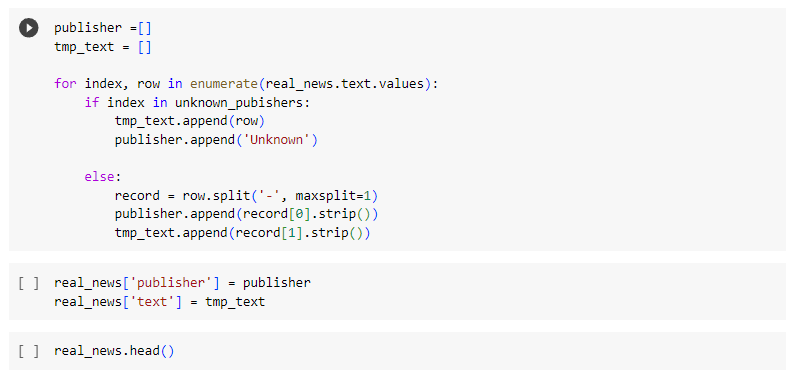 publisher =[]
tmp_text = []
for index, row in enumerate(real_news.text.values):
    if index in unknown_pubishers:
        tmp_text.append(row)
        publisher.append('Unknown')
    else:
        record = row.split('-', maxsplit=1)
        publisher.append(record[0].strip())
        tmp_text.append(record[1].strip())
[ ] real_news['publisher'] = publisher
real_news['text'] = tmp_text
[ ] real_news.head()